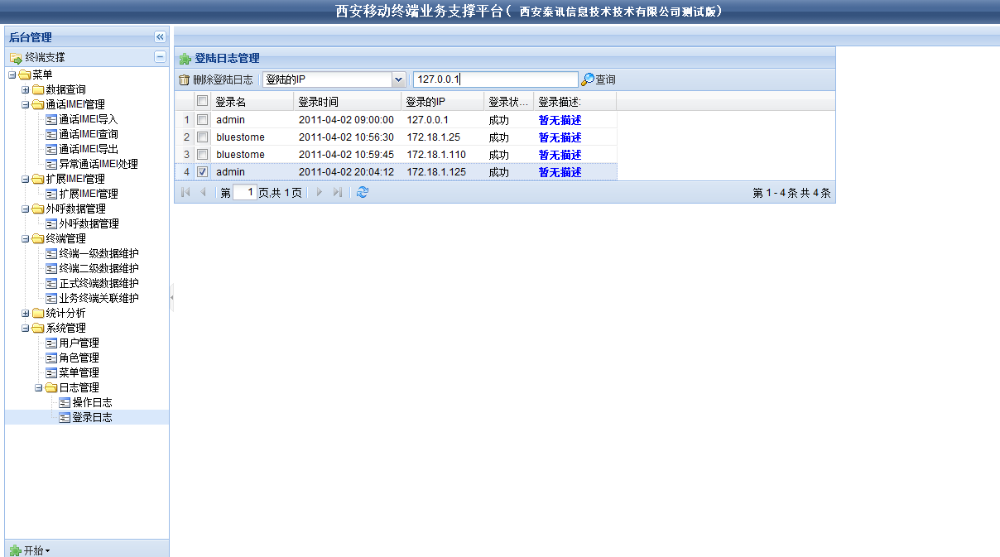 西安移动终端业务支撑平台( 西安泰讯信息技术技术有限公司测试版)
后台管理
终端支撑
菜单
数据查询
通话IMEI管理
通话IMEI导入
通话IMEI查询
通话IMEI导出
异常通话IMEI处理
扩展IMEI管理
扩展IMEI管理
外呼数据管理
外呼数据管理
终端管理
终端一级数据维护
终端二级数据维护
正式终端数据维护
业务终端关联维护
统计分析
系统管理
用户管理
角色管理
菜单管理
日志管理
操作日志
登录日志
开始
登陆日志管理
删除登陆日志 登陆的IP 127.0.0.1 查询
登录名 登录时间 登录的IP 登录状... 登录描述:
1 admin 2011-04-02 09:00:00 127.0.0.1 成功 暂无描述
2 bluestome 2011-04-02 10:56:30 172.18.1.25 成功 暂无描述
3 bluestome 2011-04-02 10:59:45 172.18.1.110 成功 暂无描述
4 admin 2011-04-02 20:04:12 172.18.1.125 成功 暂无描述
第 1 页,共 1 页 第 1 - 4 条 共 4 条